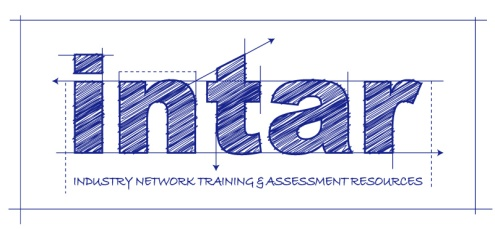 intar
INDUSTRY NETWORK TRAINING & ASSESSMENT RESOURCES